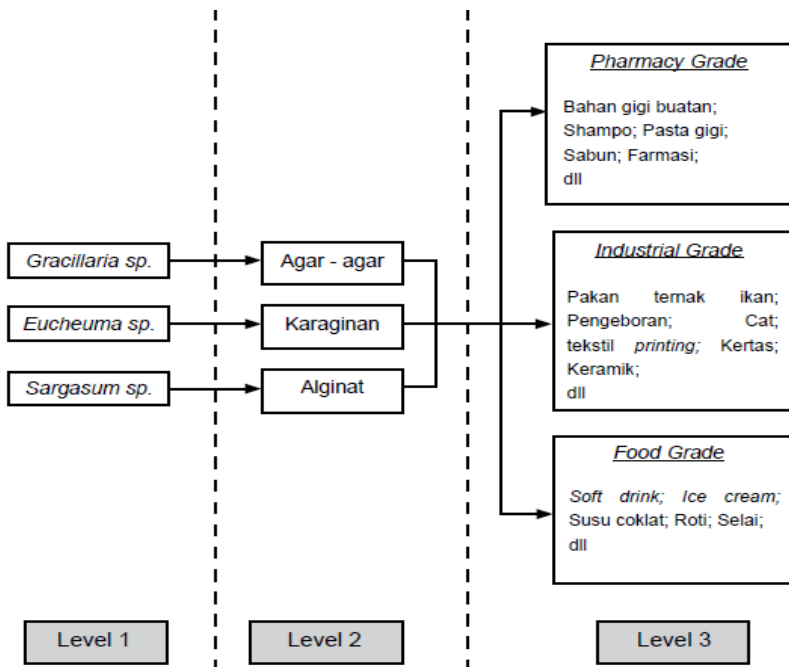 Pharmacy Grade
Bahan gigi buatan;
Shampo; Pasta gigi;
Sabun; Farmasi;
dll
Gracillaria sp.
Agar - agar
Eucheuma sp.
Karaginan
Sargasum sp.
Alginat
Industrial Grade
Pakan ternak ikan;
Pengeboran; Cat;
tekstil printing; Kertas;
Keramik;
dll
Food Grade
Soft drink; Ice cream;
Susu coklat; Roti; Selai;
dll
Level 1
Level 2
Level 3